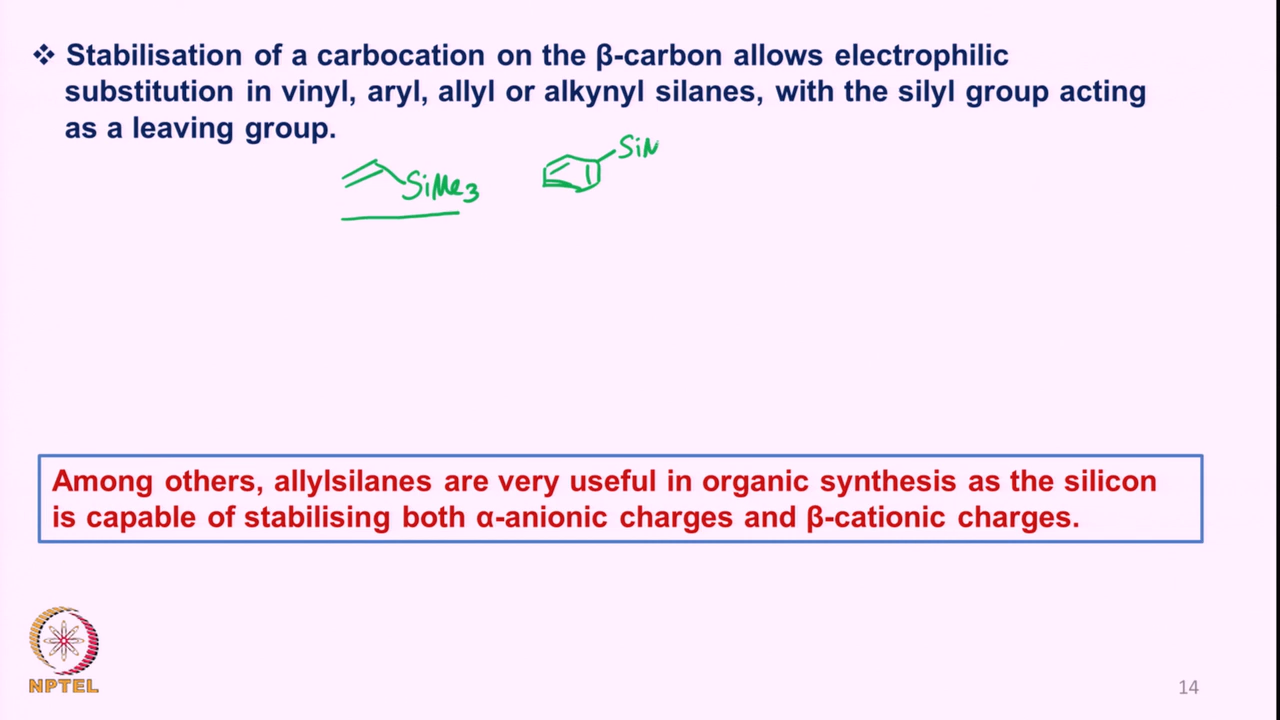 ❖ Stabilisation of a carbocation on the β-carbon allows electrophilic
substitution in vinyl, aryl, allyl or alkynyl silanes, with the silyl group acting
as a leaving group.
SiN
SiMe3
Among others, allylsilanes are very useful in organic synthesis as the silicon
is capable of stabilising both α-anionic charges and β-cationic charges.
NPTEL
14